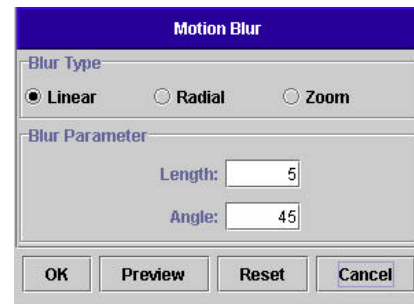 Motion Blur
Blur Type
Linear Radial Zoom
Blur Parameter
Length: 5
Angle: 45
OK Preview Reset Cancel